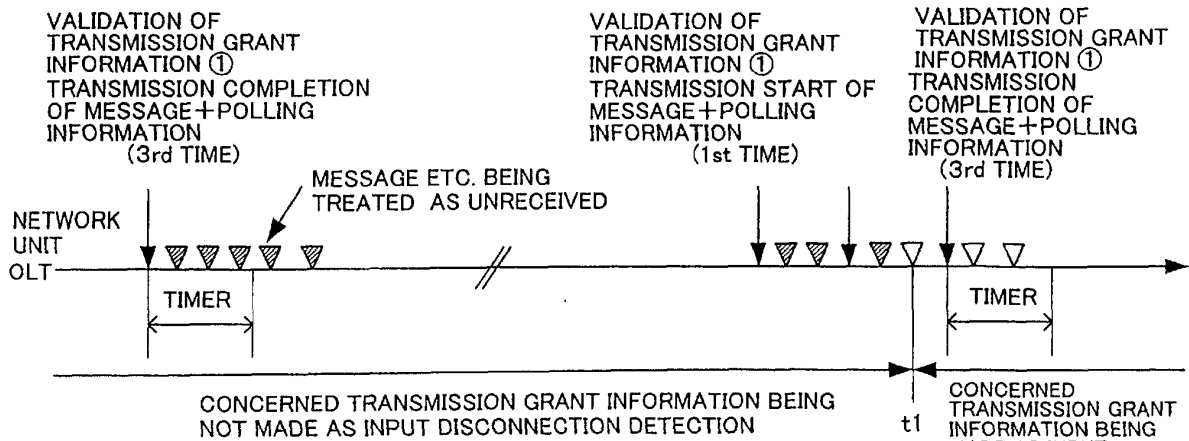 VALIDATION OF
TRANSMISSION GRANT
INFORMATION ①
TRANSMISSION COMPLETION
OF MESSAGE+POLLING
INFORMATION
(3rd TIME)
VALIDATION OF
TRANSMISSION GRANT
INFORMATION ①
TRANSMISSION START OF
MESSAGE+POLLING
INFORMATION
(1st TIME)
VALIDATION OF
TRANSMISSION GRANT
INFORMATION ①
TRANSMISSION
COMPLETION OF
MESSAGE+POLLING
INFORMATION
(3rd TIME)
MESSAGE ETC. BEING
TREATED AS UNRECEIVED
NETWORK
UNIT
OLT
TIMER
TIMER
CONCERNED TRANSMISSION GRANT INFORMATION BEING
NOT MADE AS INPUT DISCONNECTION DETECTION
t1
CONCERNED
TRANSMISSION GRANT
INFORMATION BEING